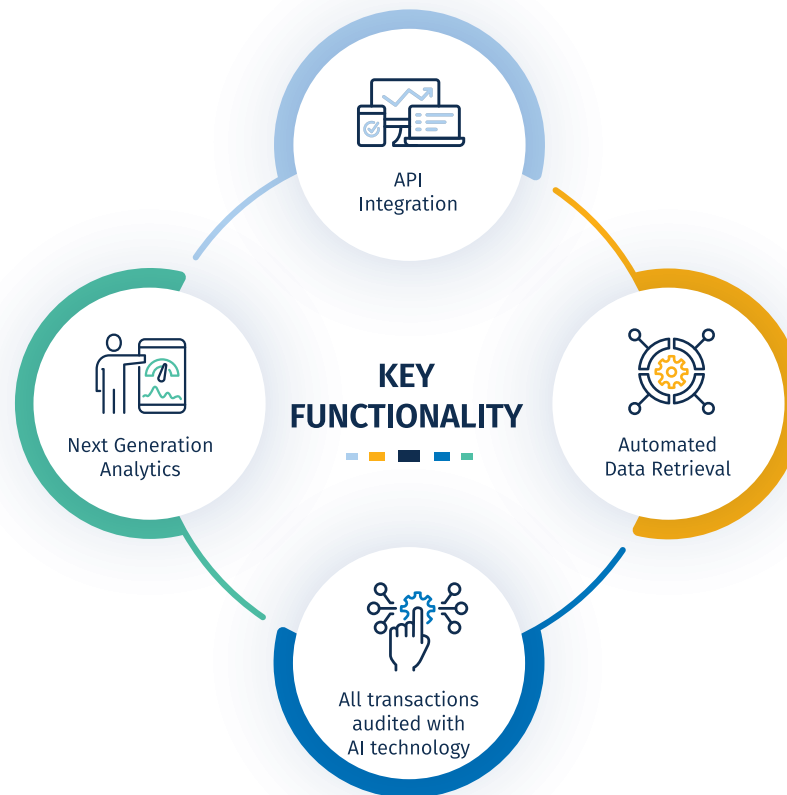 API
Integration
KEY
FUNCTIONALITY
Next Generation
Analytics
Automated
Data Retrieval
All transactions
audited with
AI technology